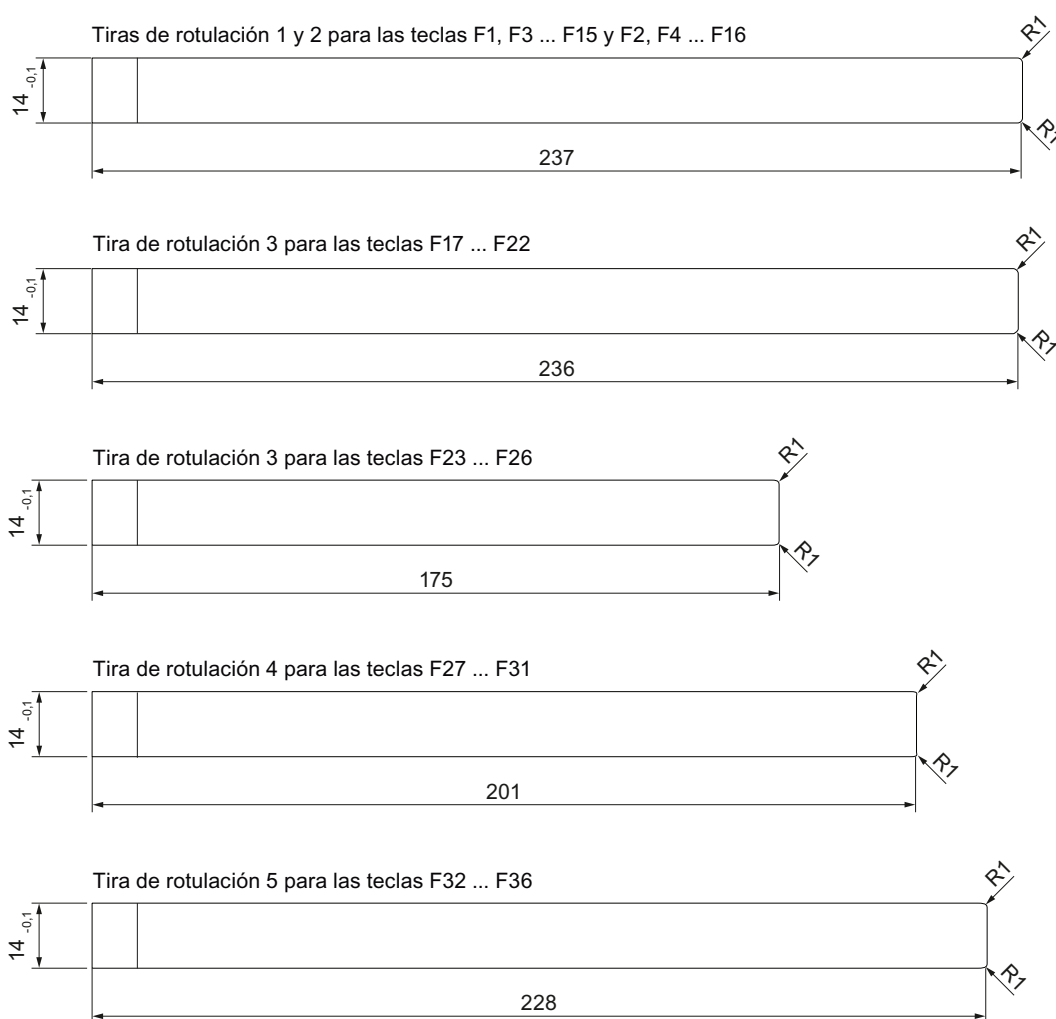 Tiras de rotulación 1 y 2 para las teclas F1, F3 ... F15 y F2, F4 ... F16
R1
14 -0,1
R1
237
Tira de rotulación 3 para las teclas F17 ... F22
R1
14 -0,1
R1
236
Tira de rotulación 3 para las teclas F23 ... F26
R1
14 -0,1
R1
175
Tira de rotulación 4 para las teclas F27 ... F31
R1
14 -0,1
R1
201
Tira de rotulación 5 para las teclas F32 ... F36
R1
14 -0,1
R1
228